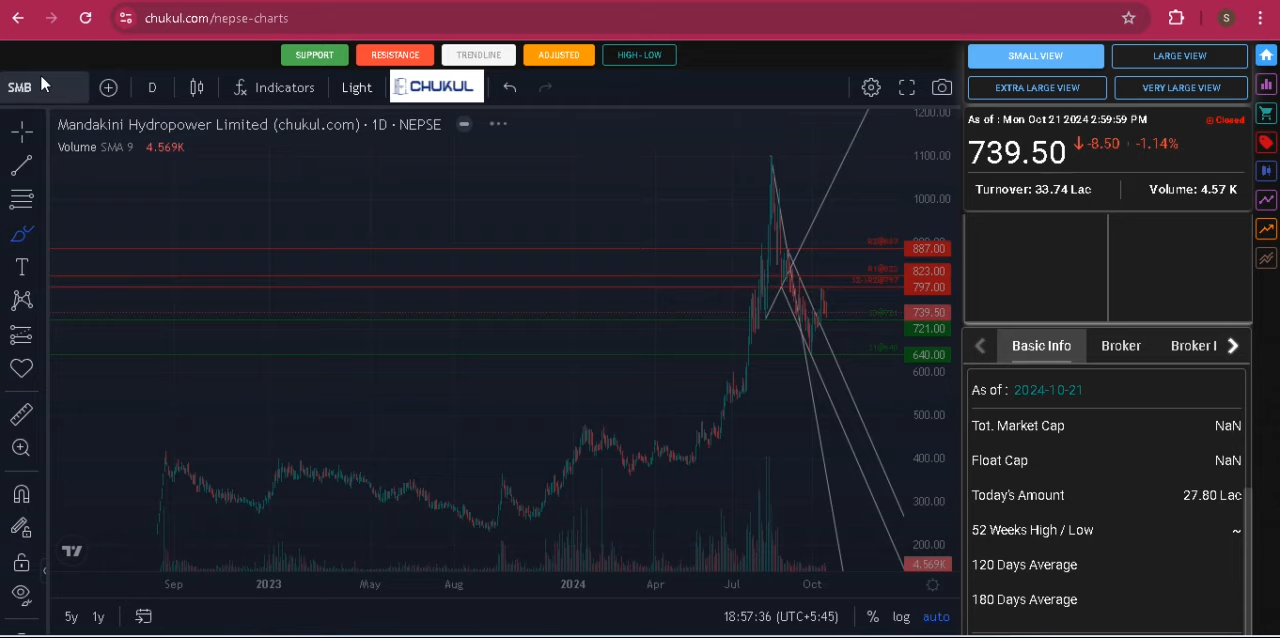 chukul.com/nepse-charts
S
SUPPORT RESISTANCE TRENDLINE ADJUSTED HIGH-LOW
SMALL VIEW LARGE VIEW
EXTRA LARGE VIEW VERY LARGE VIEW
SMB D Indicators Light CHUKUL
Mandakini Hydropower Limited (chukul.com) · 1D · NEPSE
Volume SMA 9 4.569K
1200.00
1100.00
1000.00
887.00
823.00
797.00
739.50
721.00
640.00
600.00
500.00
400.00
300.00
200.00
4.569K
Sep 2023 May Aug 2024 Apr Jul Oct
5y 1y 18:57:36 (UTC+5:45) % log auto
As of : Mon Oct 21 2024 2:59:59 PM Closed
739.50 -8.50 -1.14%
Turnover: 33.74 Lac Volume: 4.57 K
Basic Info Broker Broker I
As of : 2024-10-21
Tot. Market Cap NaN
Float Cap NaN
Today's Amount 27.80 Lac
52 Weeks High / Low ~
120 Days Average
180 Days Average